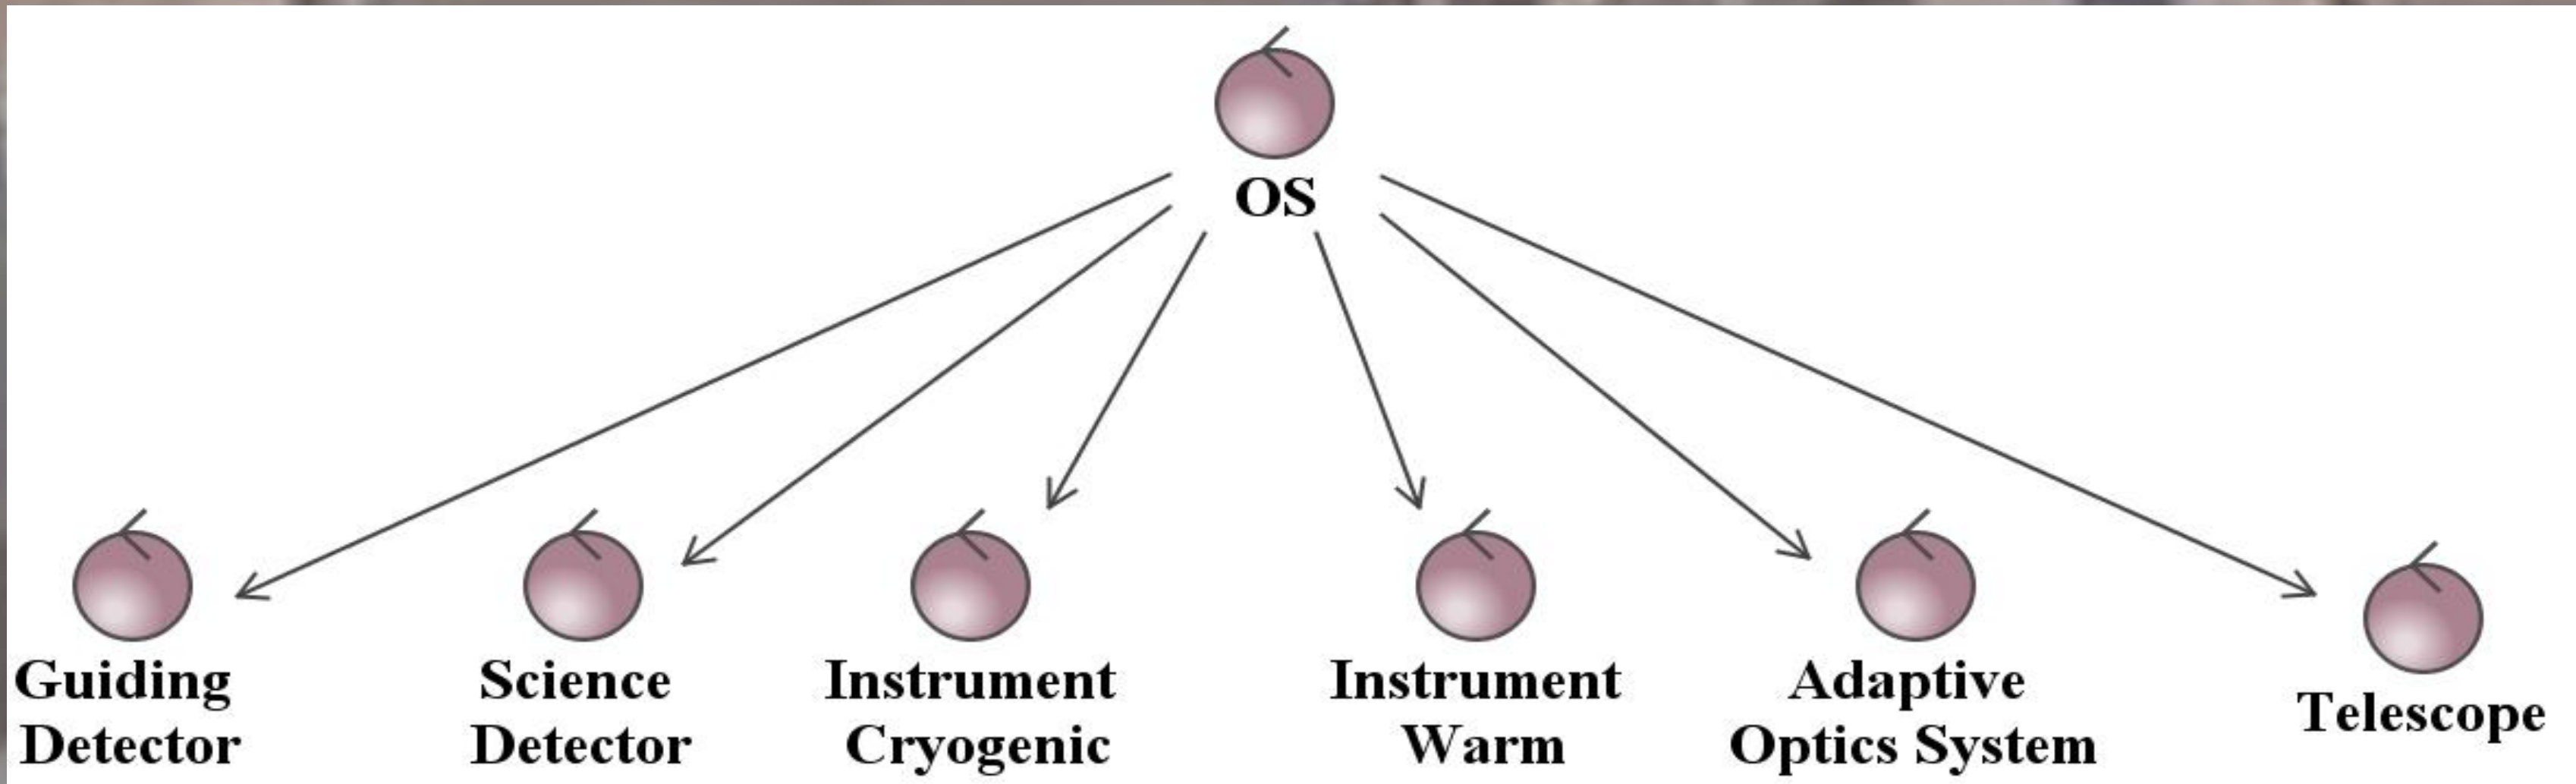 OS
Guiding
Detector
Science
Detector
Instrument
Cryogenic
Instrument
Warm
Adaptive
Optics System
Telescope